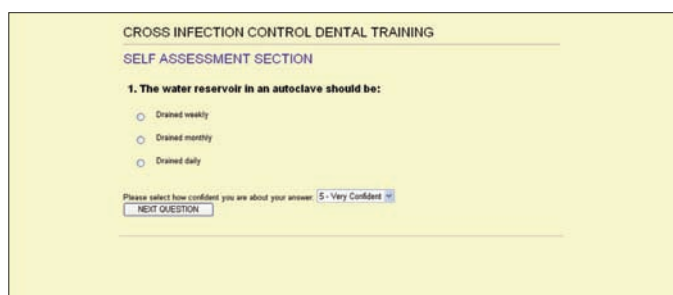 CROSS INFECTION CONTROL DENTAL TRAINING
SELF ASSESSMENT SECTION
1. The water reservoir in an autoclave should be:
Drained weekly
Drained monthly
Drained daily
Please select how confident you are about your answer: 5 - Very Confident
NEXT QUESTION